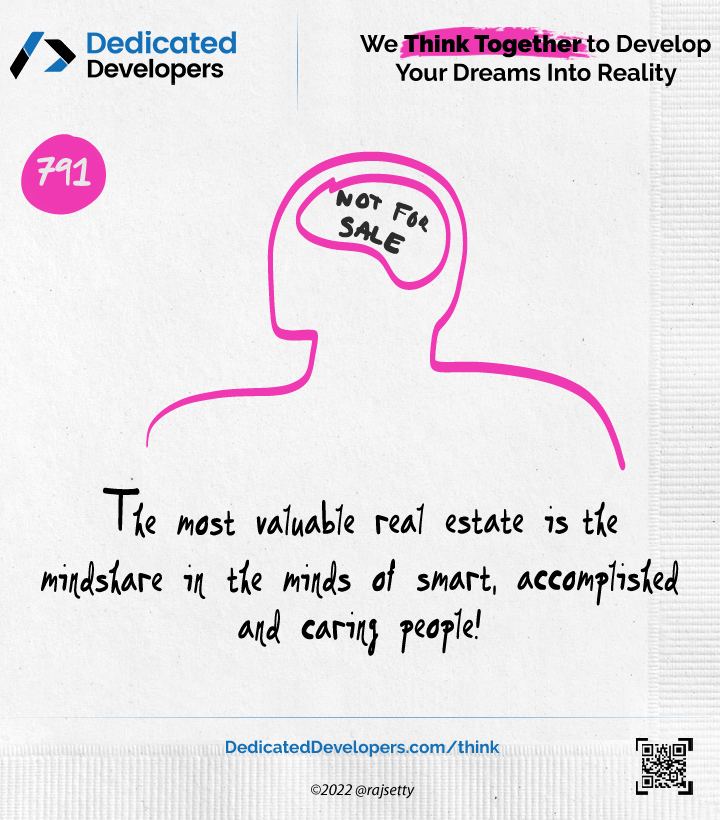 Dedicated
Developers
We Think Together to Develop
Your Dreams Into Reality
791
NOT FOR
SALE
The most valuable real estate is the
mindshare in the minds of smart, accomplished
and caring people!
DedicatedDevelopers.com/think
©2022 @rajsetty